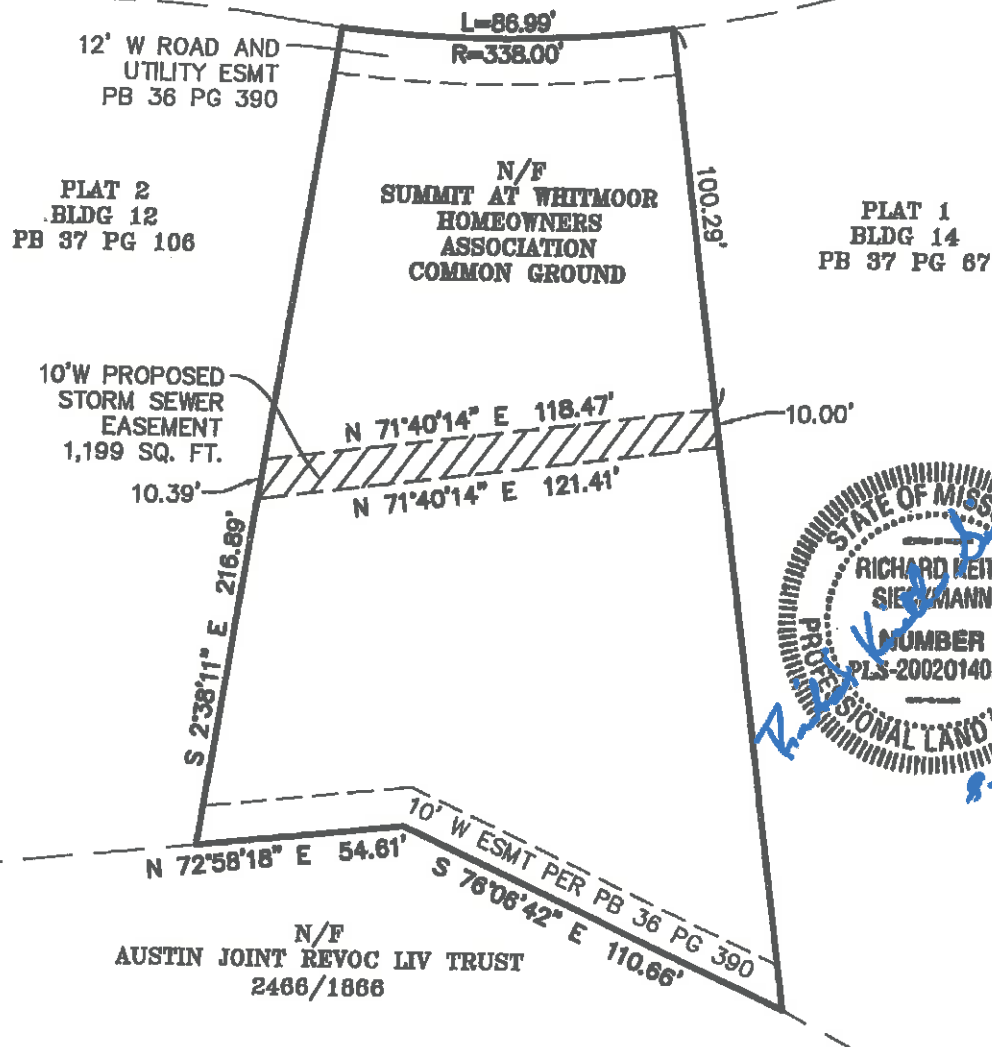 L=86.99'
R=338.00'
12' W ROAD AND
UTILITY ESMT
PB 36 PG 390
N/F
SUMMIT AT WHITMOOR
HOMEOWNERS
ASSOCIATION
COMMON GROUND
100.29'
PLAT 2
BLDG 12
PB 37 PG 106
PLAT 1
BLDG 14
PB 37 PG 67
10'W PROPOSED
STORM SEWER
EASEMENT
1,199 SQ. FT.
N 71°40'14" E 118.47'
10.00'
10.39'
N 71°40'14" E 121.41'
S 2°38'11" E 216.89'
STATE OF
RICHARD
NUMBER
PLS-20020140
PROFESSIONAL LAND
10' W ESMT PER PB 36 PG 390
N 72°58'18" E 54.61'
S 76°06'42" E 110.66'
N/F
AUSTIN JOINT REVOC LIV TRUST
2466/1866